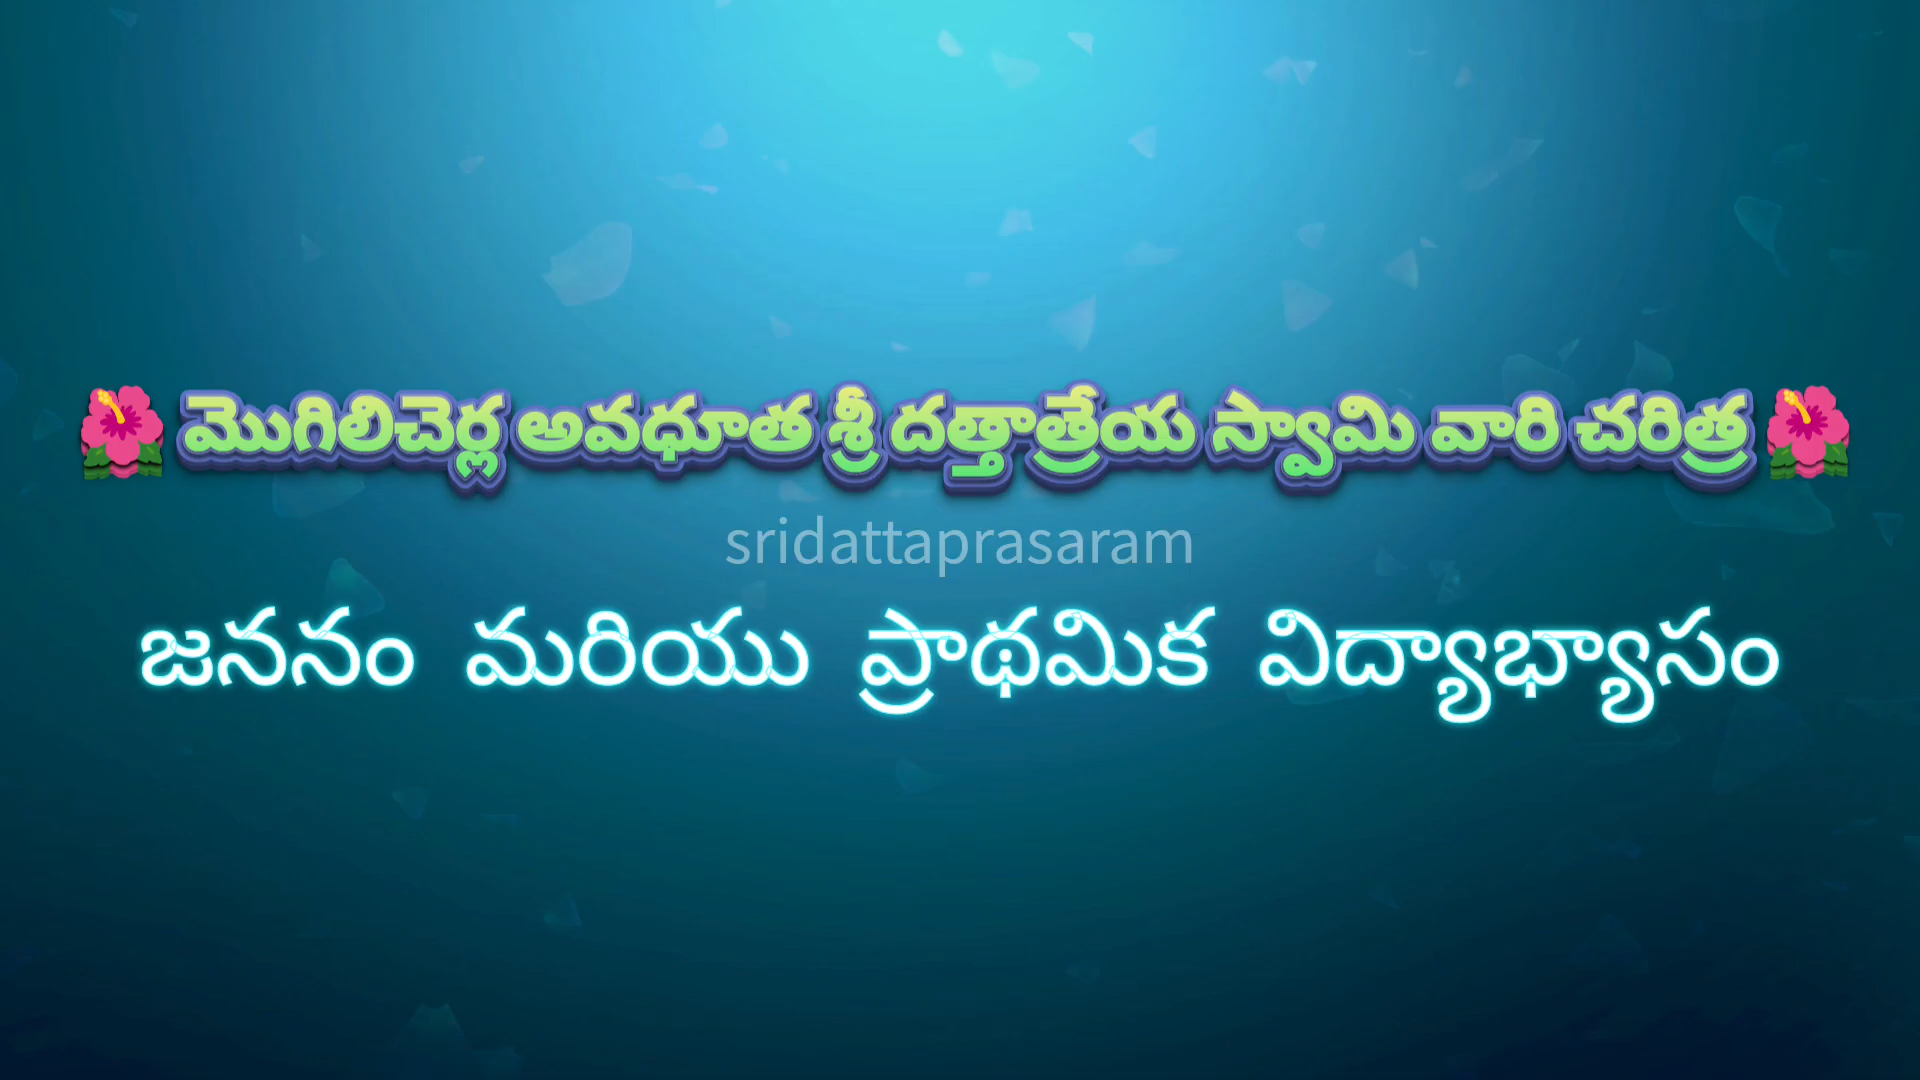 🌺 మొగిలిచెర్ల అవధూత శ్రీ దత్తాత్రేయ స్వామి వారి చరిత్ర 🌺
sridattaprasaram
జననం మరియు ప్రాథమిక విద్యాభ్యాసం